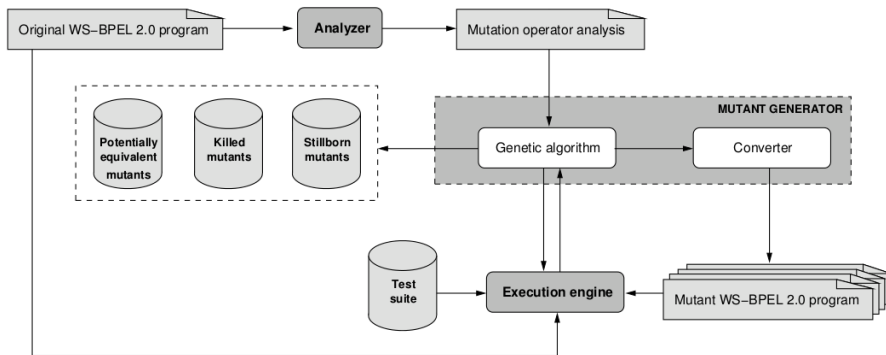 Original WS-BPEL 2.0 program
Analyzer
Mutation operator analysis
MUTANT GENERATOR
Potentially
equivalent
mutants
Killed
mutants
Stillborn
mutants
Genetic algorithm
Converter
Test
suite
Execution engine
Mutant WS-BPEL 2.0 program